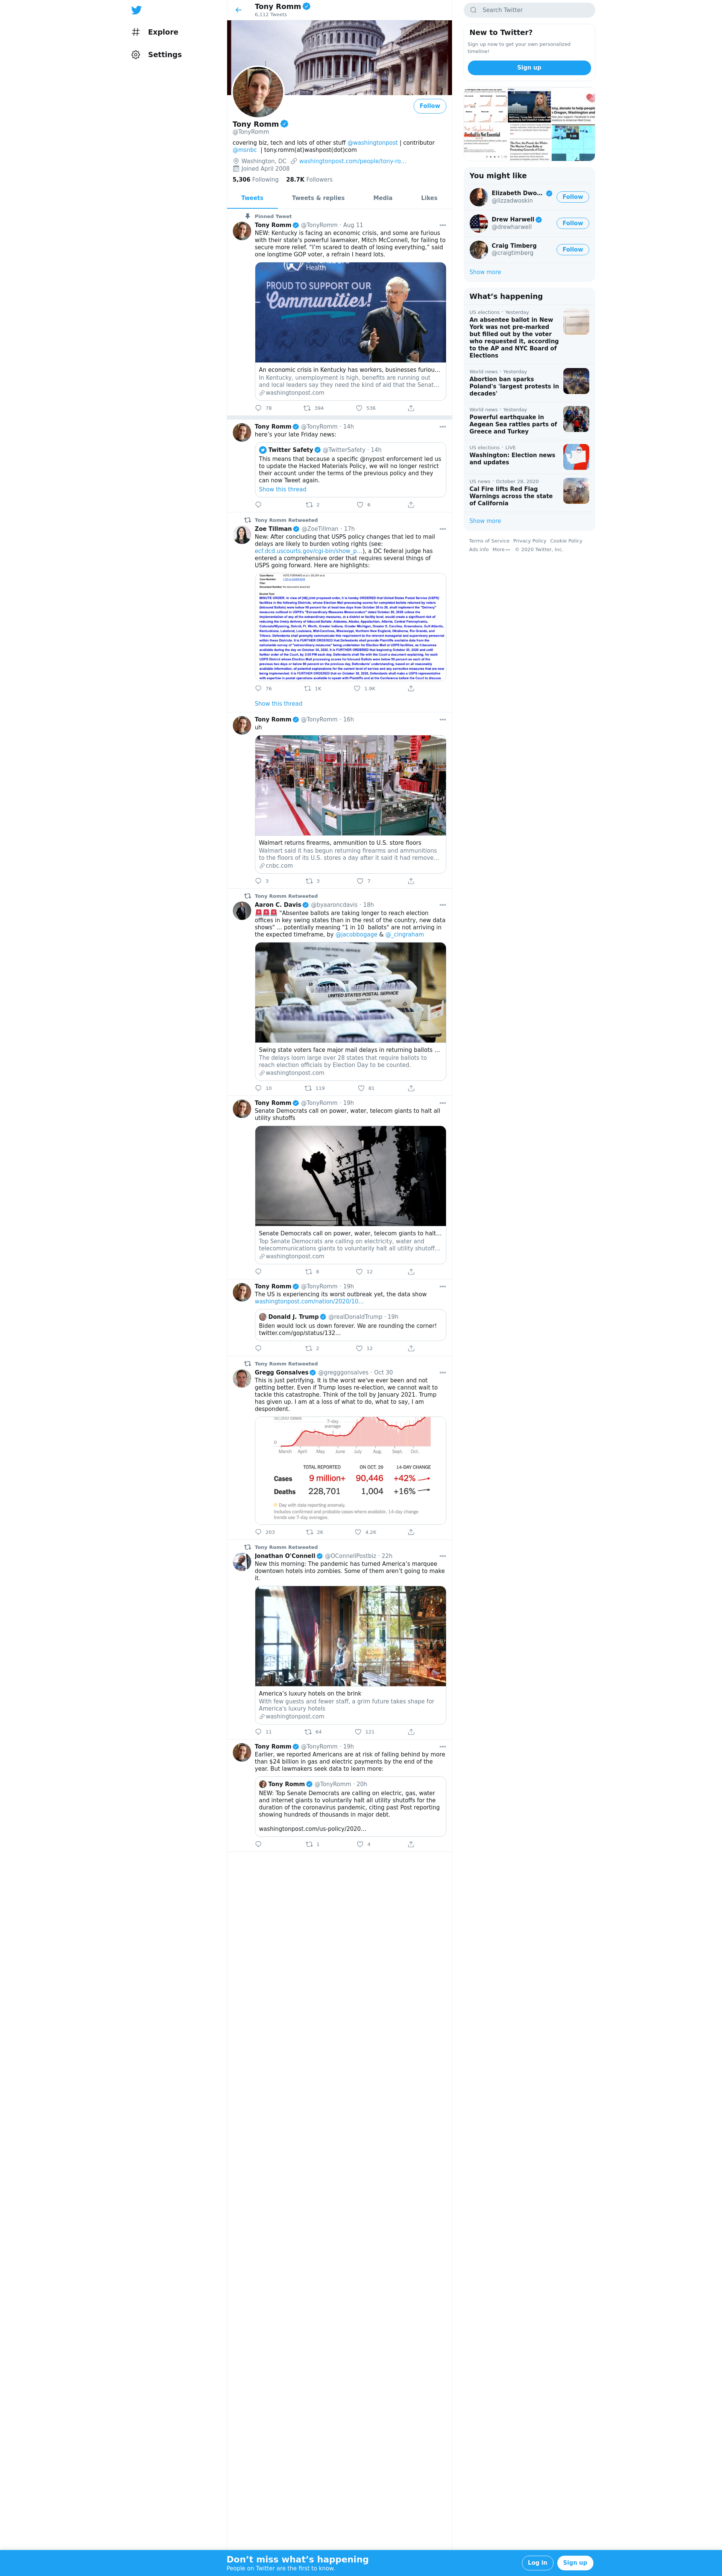 Explore
Settings
Tony Romm
6,112 Tweets
Follow
Tony Romm
@TonyRomm
covering biz, tech and lots of other stuff @washingtonpost | contributor
@msnbc | tony.romm(at)washpost(dot)com
Washington, DC washingtonpost.com/people/tony-ro…
Joined April 2008
5,306 Following 28.7K Followers
Tweets Tweets & replies Media Likes
Pinned Tweet
Tony Romm @TonyRomm · Aug 11
NEW: Kentucky is facing an economic crisis, and some are furious
with their state's powerful lawmaker, Mitch McConnell, for failing to
secure more relief. "I'm scared to death of losing everything," said
one longtime GOP voter, a refrain I heard lots.
Health
PROUD TO SUPPORT OUR
Communities!
An economic crisis in Kentucky has workers, businesses furiou…
In Kentucky, unemployment is high, benefits are running out
and local leaders say they need the kind of aid that the Senat…
washingtonpost.com
78 394 536
Tony Romm @TonyRomm · 14h
here's your late Friday news:
Twitter Safety @TwitterSafety · 14h
This means that because a specific @nypost enforcement led us
to update the Hacked Materials Policy, we will no longer restrict
their account under the terms of the previous policy and they
can now Tweet again.
Show this thread
2 6
Tony Romm Retweeted
Zoe Tillman @ZoeTillman · 17h
New: After concluding that USPS policy changes that led to mail
delays are likely to burden voting rights (see:
ecf.dcd.uscourts.gov/cgi-bin/show_p…), a DC federal judge has
entered a comprehensive order that requires several things of
USPS going forward. Here are highlights:
76 1K 1.9K
Show this thread
Tony Romm @TonyRomm · 16h
uh
Walmart returns firearms, ammunition to U.S. store floors
Walmart said it has begun returning firearms and ammunitions
to the floors of its U.S. stores a day after it said it had remove…
cnbc.com
3 3 7
Tony Romm Retweeted
Aaron C. Davis @byaaroncdavis · 18h
"Absentee ballots are taking longer to reach election
offices in key swing states than in the rest of the country, new data
shows" ... potentially meaning "1 in 10 ballots" are not arriving in
the expected timeframe, by @jacobbogage & @_cingraham
UNITED STATES POSTAL SERVICE
UNITED STATES POSTAL SERVICE
Swing state voters face major mail delays in returning ballots …
The delays loom large over 28 states that require ballots to
reach election officials by Election Day to be counted.
washingtonpost.com
10 119 81
Tony Romm @TonyRomm · 19h
Senate Democrats call on power, water, telecom giants to halt all
utility shutoffs
Senate Democrats call on power, water, telecom giants to halt…
Top Senate Democrats are calling on electricity, water and
telecommunications giants to voluntarily halt all utility shutoff…
washingtonpost.com
8 12
Tony Romm @TonyRomm · 19h
The US is experiencing its worst outbreak yet, the data show
washingtonpost.com/nation/2020/10…
Donald J. Trump @realDonaldTrump · 19h
Biden would lock us down forever. We are rounding the corner!
twitter.com/gop/status/132…
2 12
Tony Romm Retweeted
Gregg Gonsalves @gregggonsalves · Oct 30
This is just petrifying. It is the worst we've ever been and not
getting better. Even if Trump loses re-election, we cannot wait to
tackle this catastrophe. Think of the toll by January 2021. Trump
has given up. I am at a loss of what to do, what to say, I am
despondent.
50,000 cases
7-day
average
0
March April May June July Aug. Sept. Oct.
TOTAL REPORTED ON OCT. 29 14-DAY CHANGE
Cases 9 million+ 90,446 +42%
Deaths 228,701 1,004 +16%
Day with data reporting anomaly.
Includes confirmed and probable cases where available. 14-day change
trends use 7-day averages.
203 2K 4.2K
Tony Romm Retweeted
Jonathan O'Connell @OConnellPostbiz · 22h
New this morning: The pandemic has turned America's marquee
downtown hotels into zombies. Some of them aren't going to make
it.
America's luxury hotels on the brink
With few guests and fewer staff, a grim future takes shape for
America's luxury hotels
washingtonpost.com
11 64 121
Tony Romm @TonyRomm · 19h
Earlier, we reported Americans are at risk of falling behind by more
than $24 billion in gas and electric payments by the end of the
year. But lawmakers seek data to learn more:
Tony Romm @TonyRomm · 20h
NEW: Top Senate Democrats are calling on electric, gas, water
and internet giants to voluntarily halt all utility shutoffs for the
duration of the coronavirus pandemic, citing past Post reporting
showing hundreds of thousands in major debt.
washingtonpost.com/us-policy/2020…
1 4
Search Twitter
New to Twitter?
Sign up now to get your own personalized
timeline!
Sign up
You might like
Elizabeth Dwo…
@lizzadwoskin
Follow
Drew Harwell
@drewharwell
Follow
Craig Timberg
@craigtimberg
Follow
Show more
What's happening
US elections · Yesterday
An absentee ballot in New
York was not pre-marked
but filled out by the voter
who requested it, according
to the AP and NYC Board of
Elections
World news · Yesterday
Abortion ban sparks
Poland's 'largest protests in
decades'
World news · Yesterday
Powerful earthquake in
Aegean Sea rattles parts of
Greece and Turkey
US elections · LIVE
Washington: Election news
and updates
US news · October 28, 2020
Cal Fire lifts Red Flag
Warnings across the state
of California
Show more
Terms of Service Privacy Policy Cookie Policy
Ads info More © 2020 Twitter, Inc.
Don't miss what's happening
People on Twitter are the first to know.
Log in Sign up